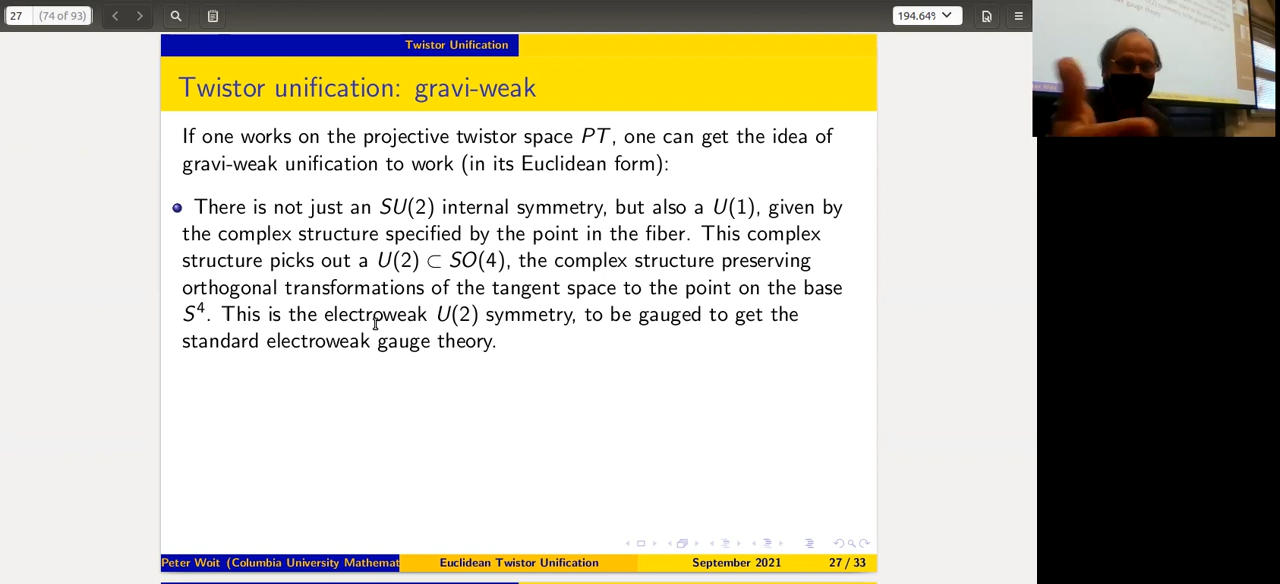 27 (74 of 93)
194.64%
Twistor Unification
Twistor unification: gravi-weak
If one works on the projective twistor space PT, one can get the idea of
gravi-weak unification to work (in its Euclidean form):
There is not just an SU(2) internal symmetry, but also a U(1), given by
the complex structure specified by the point in the fiber. This complex
structure picks out a U(2) ⊂ SO(4), the complex structure preserving
orthogonal transformations of the tangent space to the point on the base
S⁴. This is the electroweak U(2) symmetry, to be gauged to get the
standard electroweak gauge theory.
Peter Woit (Columbia University Mathemat
Euclidean Twistor Unification
September 2021
27 / 33